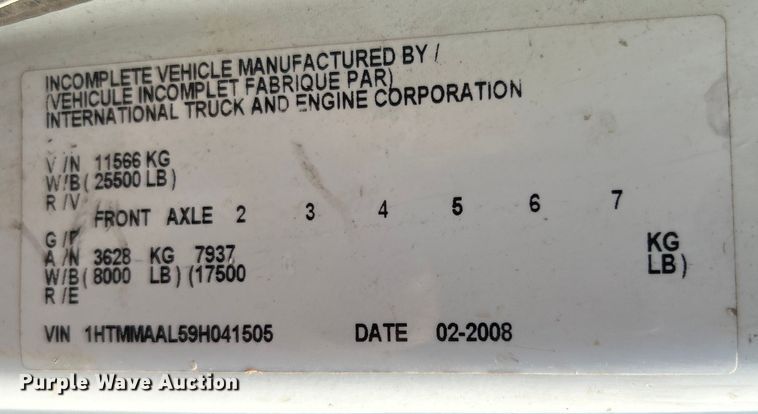 INCOMPLETE VEHICLE MANUFACTURED BY /
(VEHICULE INCOMPLET FABRIQUE PAR)
INTERNATIONAL TRUCK AND ENGINE CORPORATION
V/N 11566 KG
W/B ( 25500 LB )
R /V
FRONT AXLE 2 3 4 5 6 7
G/P
A/N 3628 KG 7937 KG
W/B ( 8000 LB) (17500 LB )
R /E
VIN 1HTMMAAL59H041505 DATE 02-2008
Purple Wave Auction